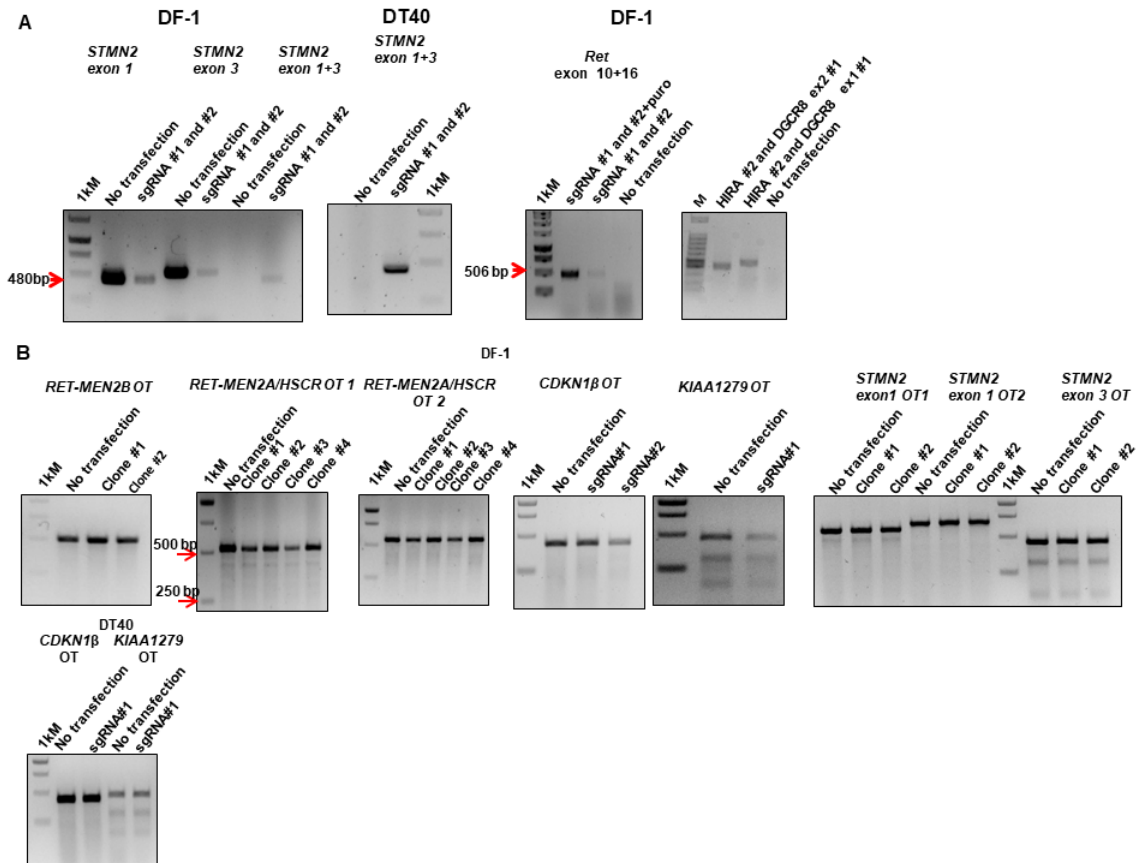 A
DF-1
DT40
DF-1
STMN2
exon 1
STMN2
exon 3
STMN2
exon 1+3
STMN2
exon 1+3
Ret
exon 10+16
1kM
No transfection
sgRNA #1 and #2
No transfection
sgRNA #1 and #2
No transfection
sgRNA #1 and #2
No transfection
sgRNA #1 and #2
1kM
1kM
sgRNA #1 and #2+puro
sgRNA #1 and #2
No transfection
M
HIRA #2 and DGCR8 ex2 #1
HIRA #2 and DGCR8 ex1 #1
No transfection
480bp
506 bp
B
DF-1
RET-MEN2B OT
RET-MEN2A/HSCR OT 1
RET-MEN2A/HSCR
OT 2
CDKN1β OT
KIAA1279 OT
STMN2
exon1 OT1
STMN2
exon 1 OT2
STMN2
exon 3 OT
1kM
No transfection
Clone #1
Clone #2
1kM
No transfection
Clone #1
Clone #2
Clone #3
Clone #4
1kM
No transfection
Clone #1
Clone #2
Clone #3
Clone #4
1kM
No transfection
sgRNA#1
sgRNA#2
1kM
No transfection
sgRNA#1
No transfection
Clone #1
Clone #2
No transfection
Clone #1
Clone #2
1kM
No transfection
Clone #1
Clone #2
500 bp
250 bp
DT40
CDKN1β
OT
KIAA1279
OT
1kM
No transfection
sgRNA#1
No transfection
sgRNA#1